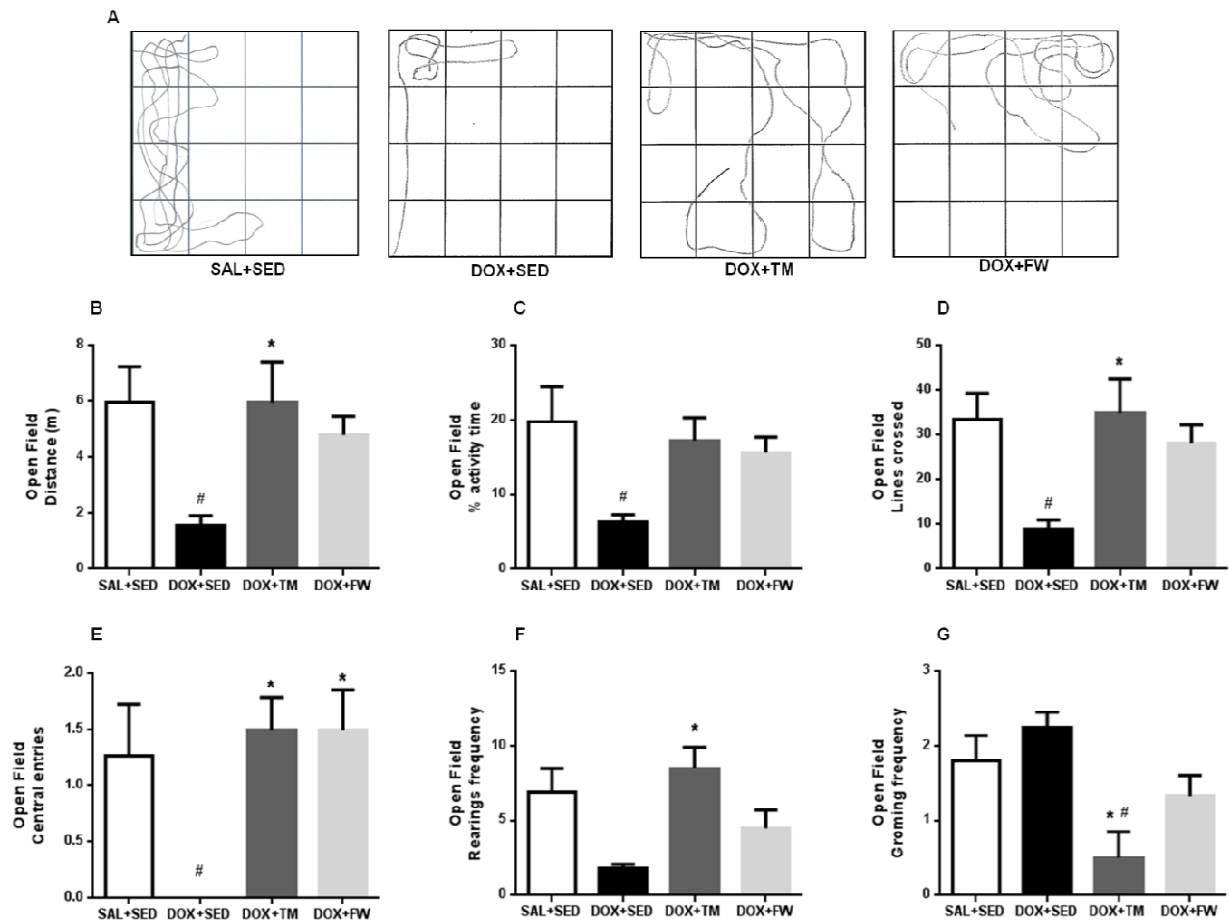 A
SAL+SED DOX+SED DOX+TM DOX+FW
B
Open Field
Distance (m)
8
6
4
2
0
#
*
SAL+SED DOX+SED DOX+TM DOX+FW
C
Open Field
% activity time
30
20
10
0
#
SAL+SED DOX+SED DOX+TM DOX+FW
D
Open Field
Lines crossed
50
40
30
20
10
0
#
*
SAL+SED DOX+SED DOX+TM DOX+FW
E
Open Field
Central entries
2.0
1.5
1.0
0.5
0.0
#
*
*
SAL+SED DOX+SED DOX+TM DOX+FW
F
Open Field
Rearings frequency
15
10
5
0
*
SAL+SED DOX+SED DOX+TM DOX+FW
G
Open Field
Groming frequency
3
2
1
0
* #
SAL+SED DOX+SED DOX+TM DOX+FW